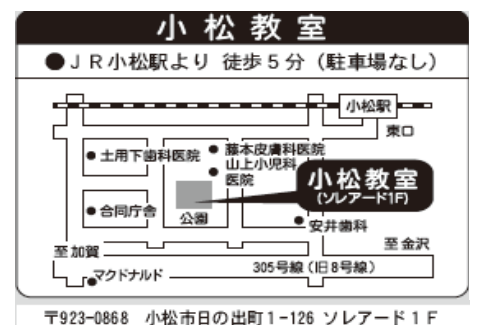 小松教室
●JR小松駅より 徒歩5分（駐車場なし）
小松駅
東口
土用下歯科医院
藤本皮膚科医院
山上小児科
医院
小松教室
(ソレアード1F)
合同庁舎
公園
安井歯科
至加賀
至金沢
305号線（旧8号線）
マクドナルド
〒923-0868 小松市日の出町1-126 ソレアード1F